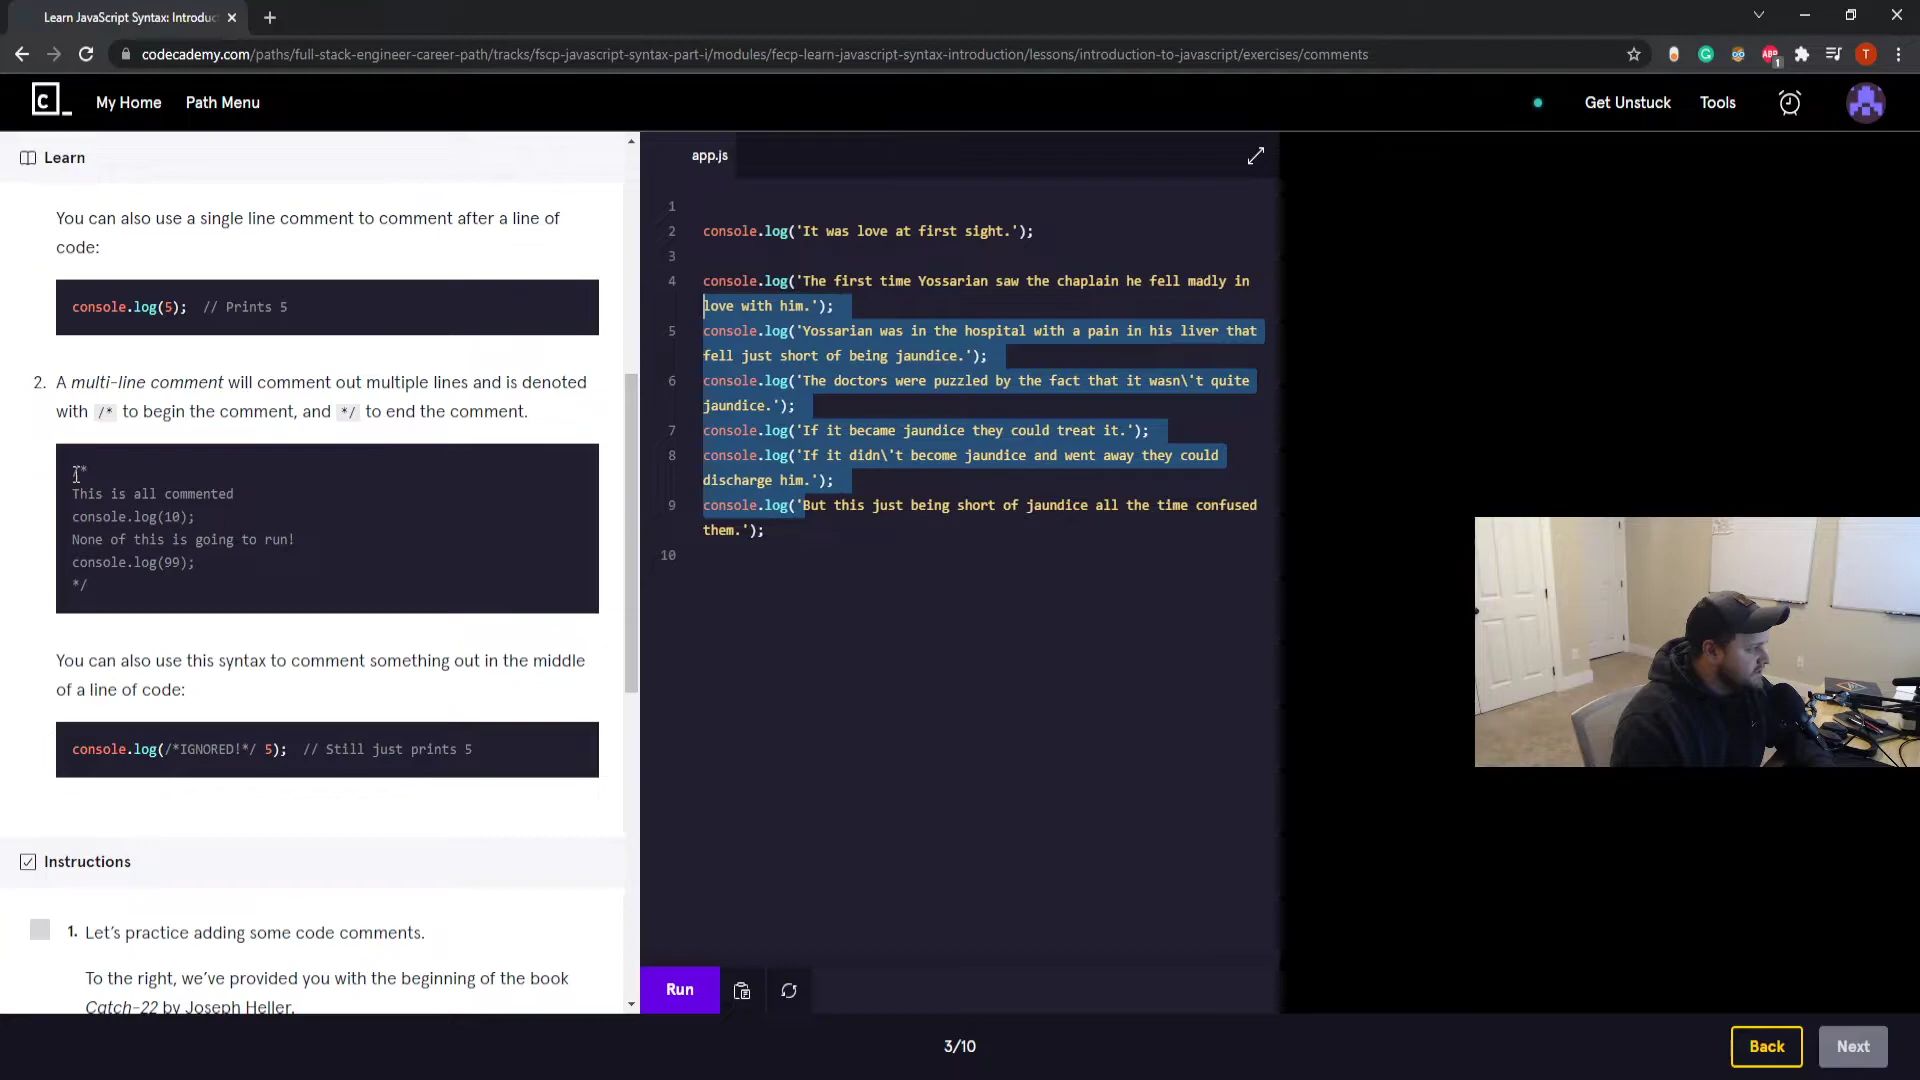 Learn JavaScript Syntax: Introduc
codecademy.com/paths/full-stack-engineer-career-path/tracks/fscp-javascript-syntax-part-i/modules/fecp-learn-javascript-syntax-introduction/lessons/introduction-to-javascript/exercises/comments
ABP
1
T
C_
My Home
Path Menu
Get Unstuck
Tools
Learn
You can also use a single line comment to comment after a line of
code:
console.log(5);  // Prints 5
2. A multi-line comment will comment out multiple lines and is denoted
with /* to begin the comment, and */ to end the comment.
/*
This is all commented
console.log(10);
None of this is going to run!
console.log(99);
*/
You can also use this syntax to comment something out in the middle
of a line of code:
console.log(/*IGNORED!*/ 5);  // Still just prints 5
Instructions
1. Let's practice adding some code comments.
To the right, we've provided you with the beginning of the book
Catch-22 by Joseph Heller.
app.js
1
2 console.log('It was love at first sight.');
3
4 console.log('The first time Yossarian saw the chaplain he fell madly in
love with him.');
5 console.log('Yossarian was in the hospital with a pain in his liver that
fell just short of being jaundice.');
6 console.log('The doctors were puzzled by the fact that it wasn\'t quite
jaundice.');
7 console.log('If it became jaundice they could treat it.');
8 console.log('If it didn\'t become jaundice and went away they could
discharge him.');
9 console.log('But this just being short of jaundice all the time confused
them.');
10
Run
3/10
Back
Next